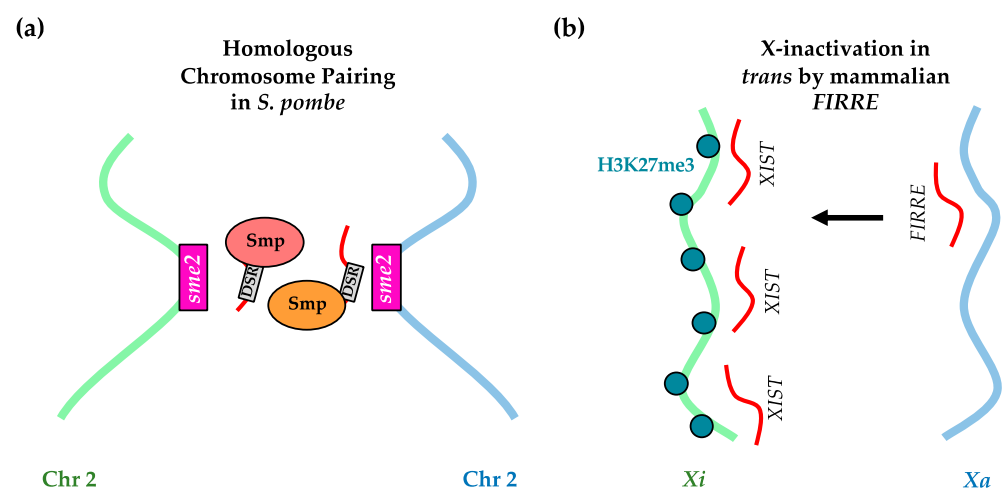 (a)
Homologous
Chromosome Pairing
in S. pombe
sme2
Smp
DSR
Smp
DSR
sme2
Chr 2
Chr 2
(b)
X-inactivation in
trans by mammalian
FIRRE
H3K27me3
XIST
XIST
XIST
FIRRE
Xi
Xa